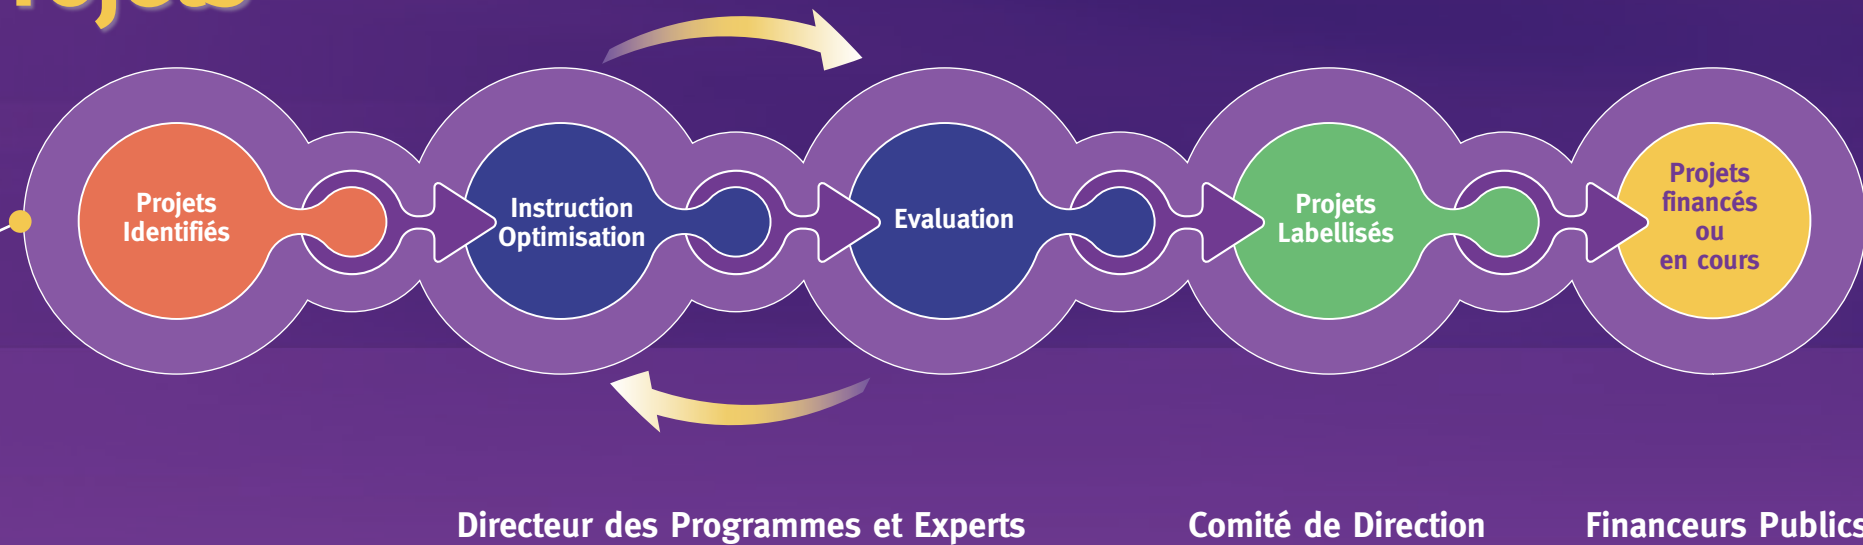 ojets
Projets
Identifiés
Instruction
Optimisation
Evaluation
Projets
Labellisés
Projets
financés
ou
en cours
Directeur des Programmes et Experts
Comité de Direction
Financeurs Publics